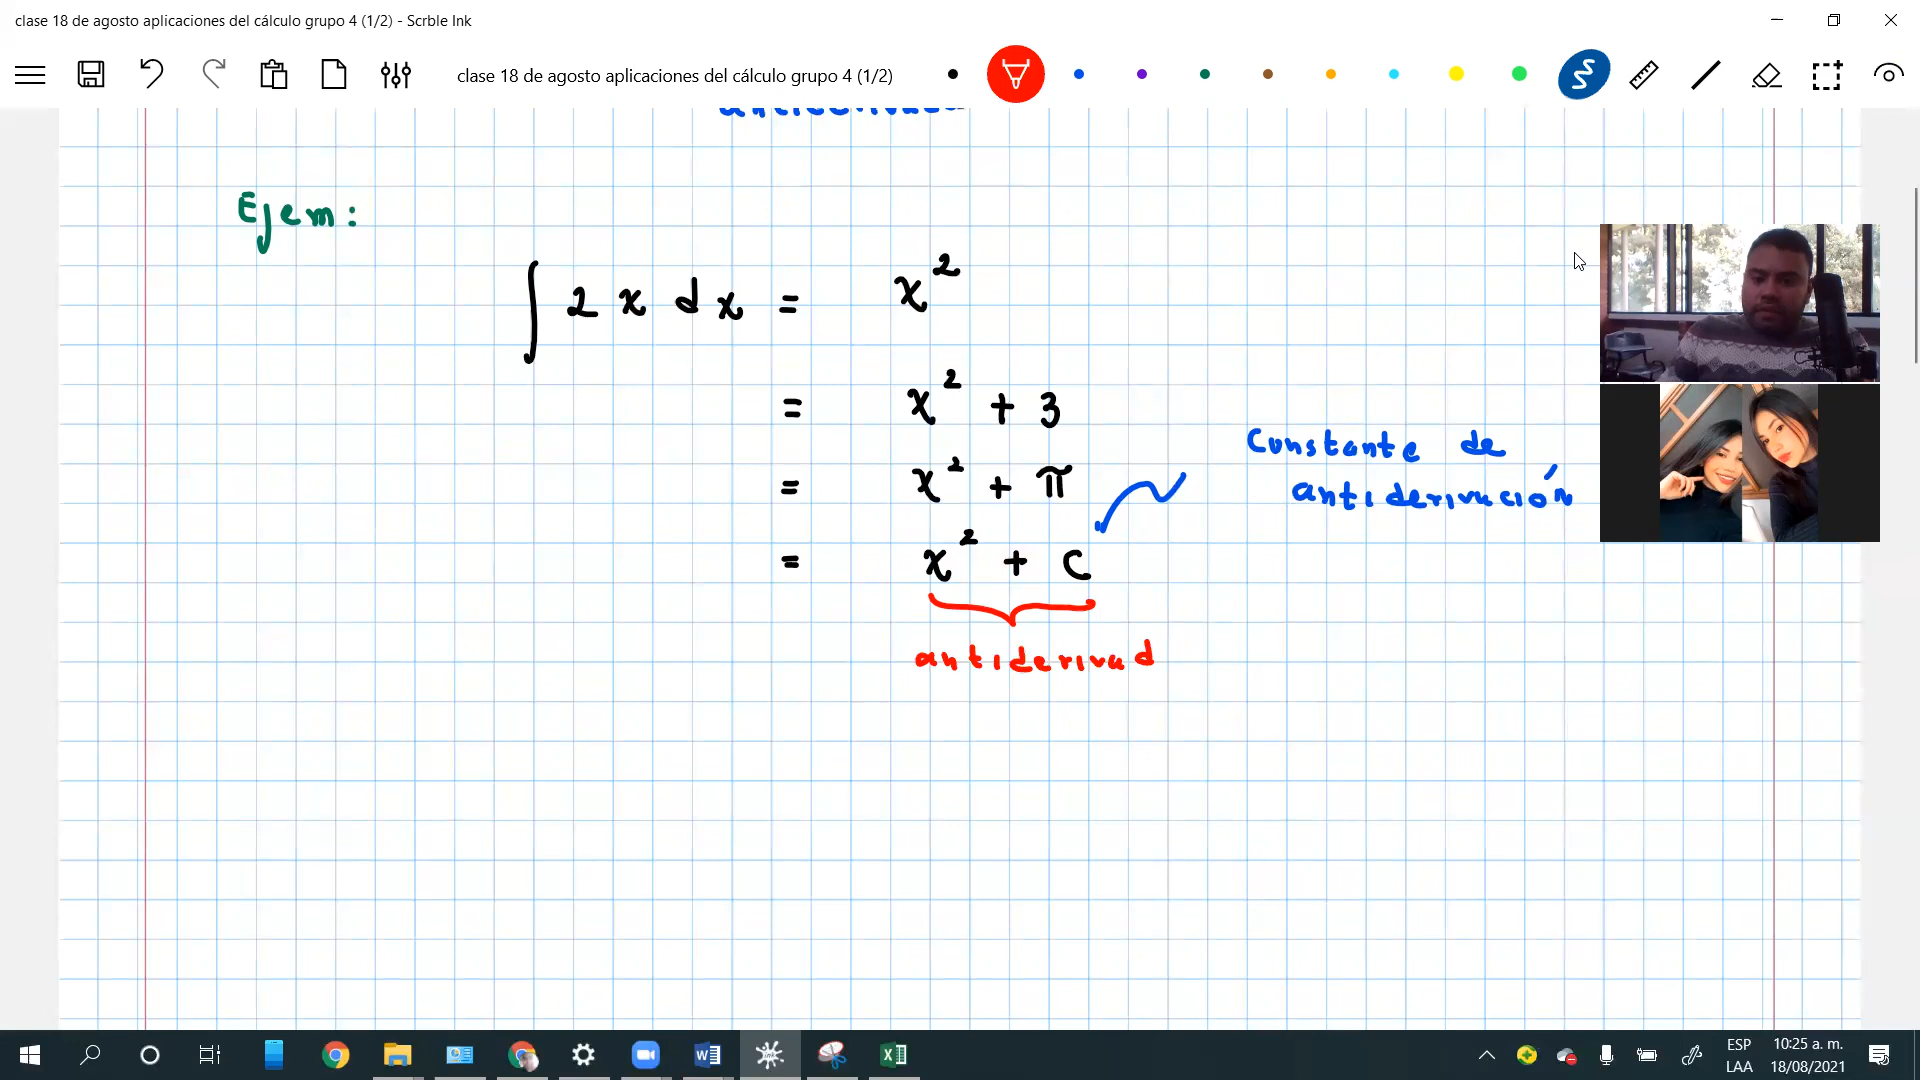 clase 18 de agosto aplicaciones del cálculo grupo 4 (1/2) - Scrble Ink
clase 18 de agosto aplicaciones del cálculo grupo 4 (1/2)
Ejem:
∫ 2 x d x = x²
= x² + 3
= x² + π
Constante de
antiderivación
= x² + C
antiderivad
ESP
LAA
10:25 a. m.
18/08/2021